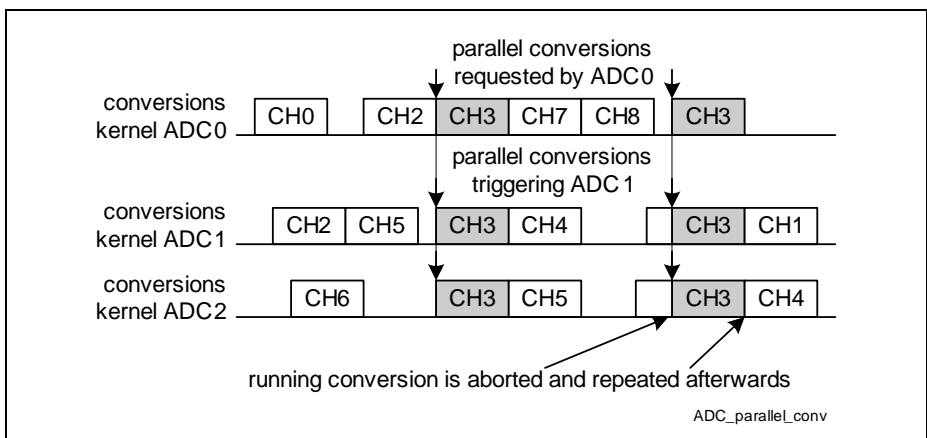 parallel conversions
requested by ADC0
conversions
kernel ADC0
CH0 CH2 CH3 CH7 CH8 CH3
parallel conversions
triggering ADC1
conversions
kernel ADC1
CH2 CH5 CH3 CH4 CH3 CH1
conversions
kernel ADC2
CH6 CH3 CH5 CH3 CH4
running conversion is aborted and repeated afterwards
ADC_parallel_conv